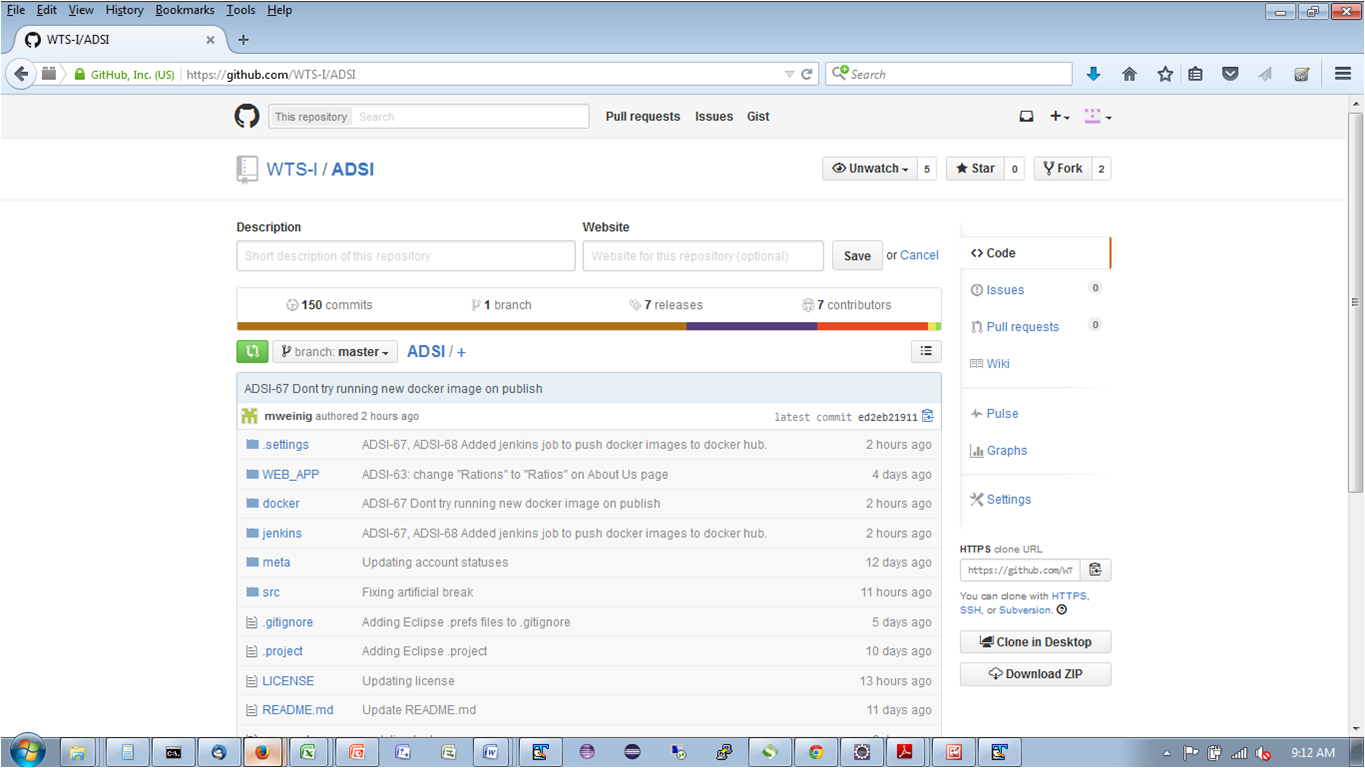 File Edit View History Bookmarks Tools Help
WTS-I/ADSI
GitHub, Inc. (US) https://github.com/WTS-I/ADSI Search
This repository Search Pull requests Issues Gist
WTS-I / ADSI Unwatch 5 Star 0 Fork 2
Description Website
Short description of this repository Website for this repository (optional) Save or Cancel
150 commits 1 branch 7 releases 7 contributors
branch: master ADSI / +
ADSI-67 Dont try running new docker image on publish
mweinig authored 2 hours ago latest commit ed2eb21911
.settings ADSI-67, ADSI-68 Added jenkins job to push docker images to docker hub. 2 hours ago
WEB_APP ADSI-63: change "Rations" to "Ratios" on About Us page 4 days ago
docker ADSI-67 Dont try running new docker image on publish 2 hours ago
jenkins ADSI-67, ADSI-68 Added jenkins job to push docker images to docker hub. 2 hours ago
meta Updating account statuses 12 days ago
src Fixing artificial break 11 hours ago
.gitignore Adding Eclipse .prefs files to .gitignore 5 days ago
.project Adding Eclipse .project 10 days ago
LICENSE Updating license 13 hours ago
README.md Update README.md 11 days ago
Code
Issues 0
Pull requests 0
Wiki
Pulse
Graphs
Settings
HTTPS clone URL
https://github.com/WT
You can clone with HTTPS,
SSH, or Subversion.
Clone in Desktop
Download ZIP
9:12 AM